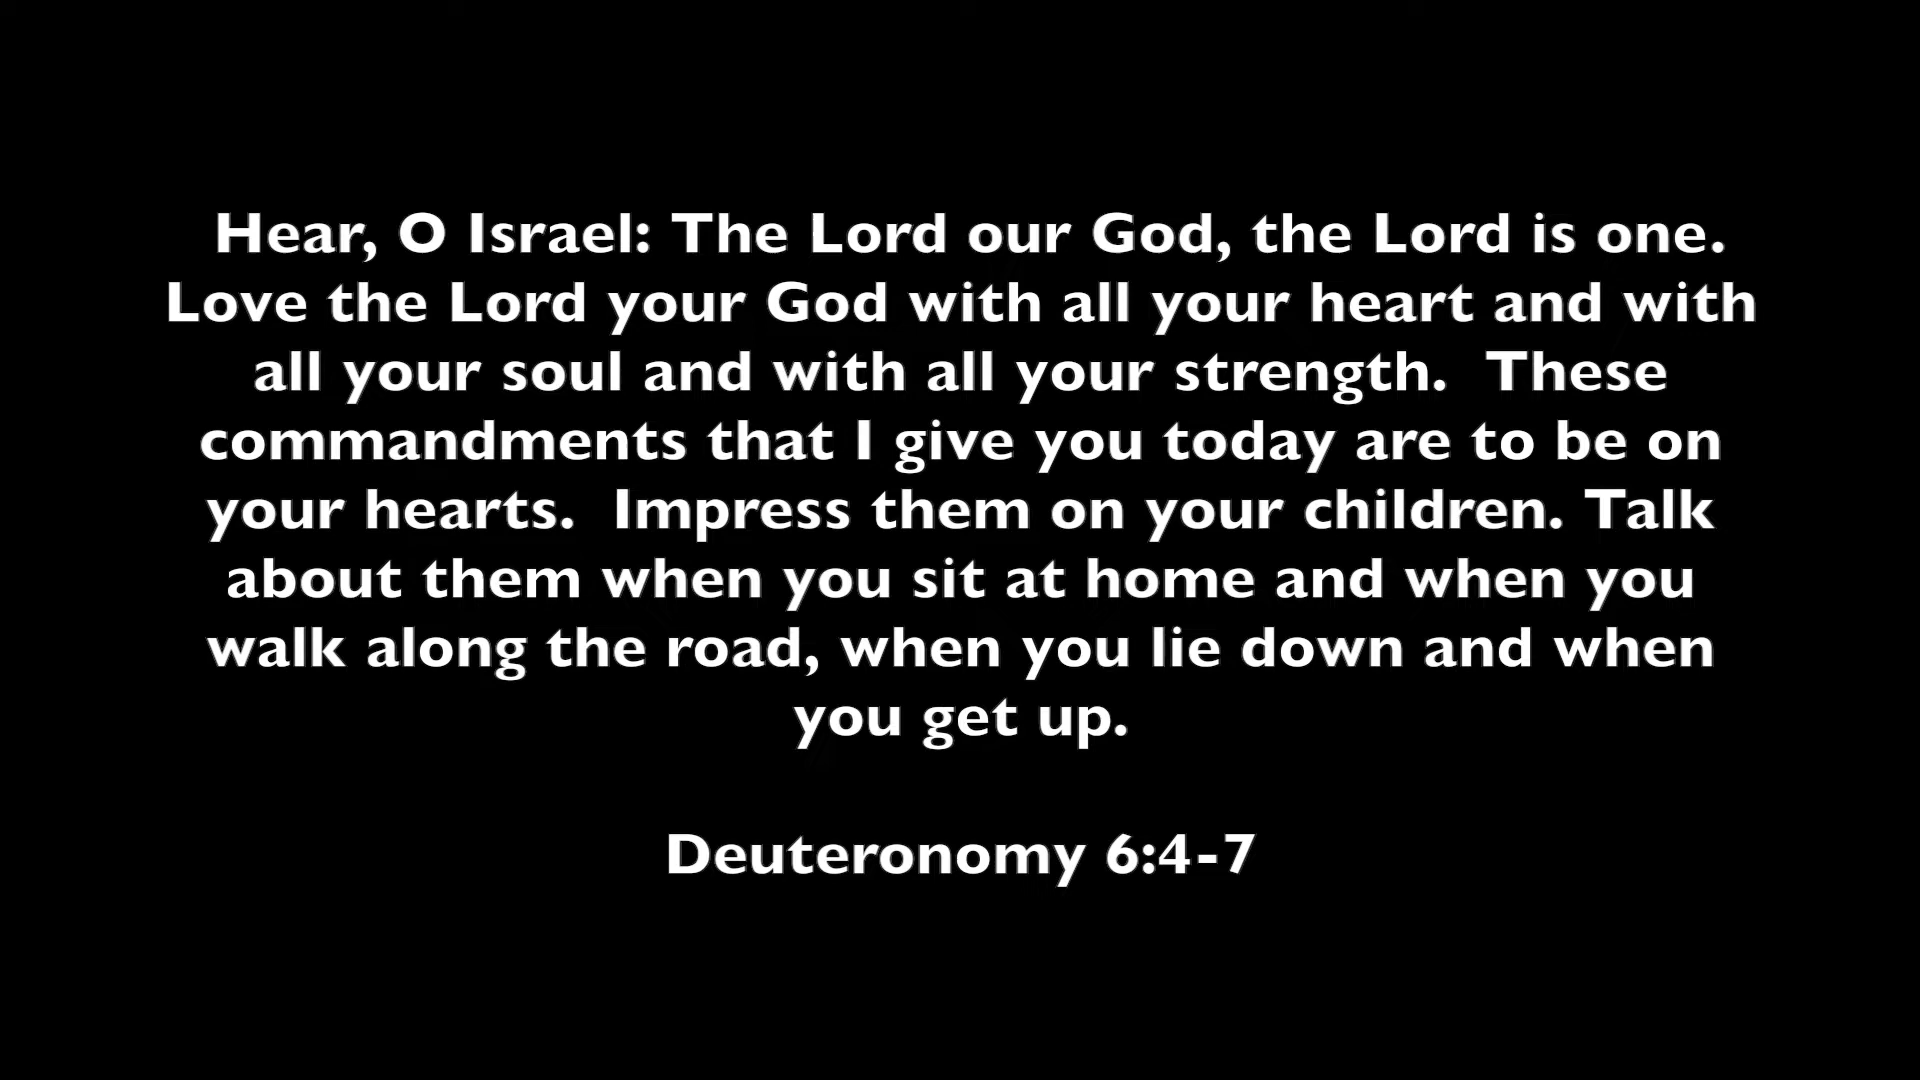 Hear, O Israel: The Lord our God, the Lord is one.
Love the Lord your God with all your heart and with
all your soul and with all your strength.  These
commandments that I give you today are to be on
your hearts.  Impress them on your children. Talk
about them when you sit at home and when you
walk along the road, when you lie down and when
you get up.
Deuteronomy 6:4-7